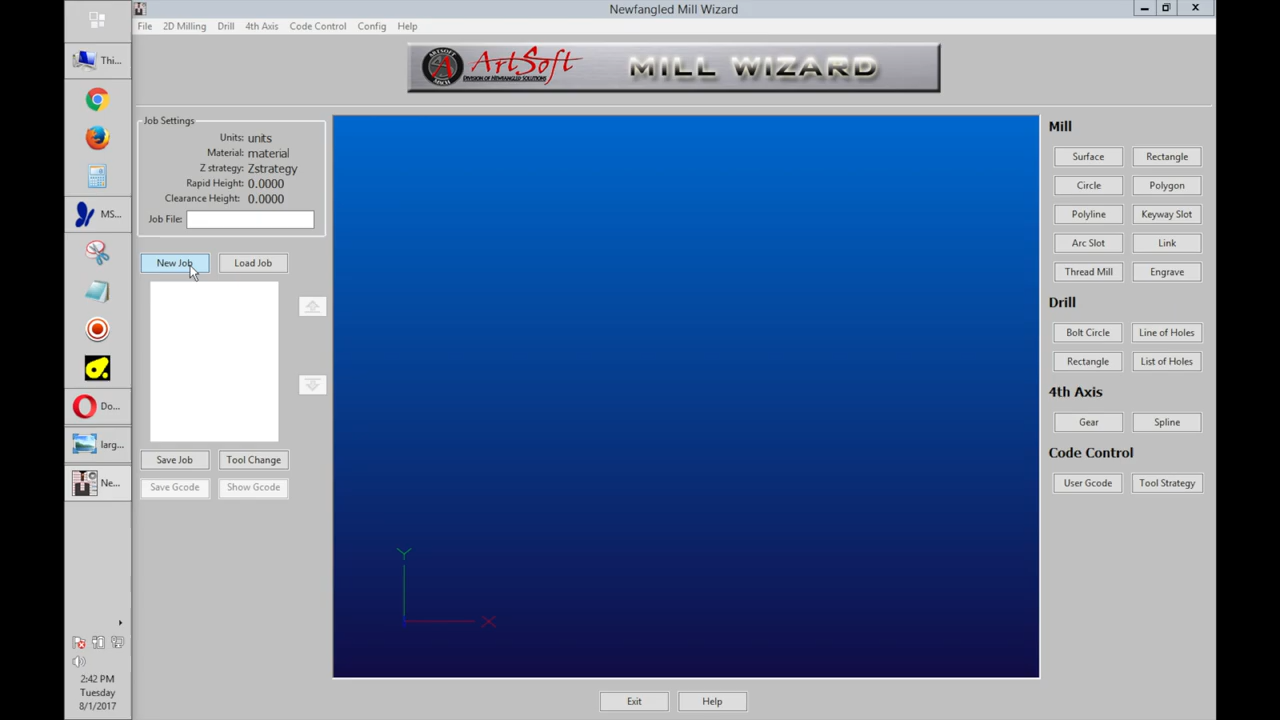 Newfangled Mill Wizard
File 2D Milling Drill 4th Axis Code Control Config Help
ARTSOFT
MACH
ArtSoft
DIVISION OF NEWFANGLED SOLUTIONS
MILL WIZARD
Thi...
MS...
Do...
larg...
Ne...
2:42 PM
Tuesday
8/1/2017
Job Settings
Units: units
Material: material
Z strategy: Zstrategy
Rapid Height: 0.0000
Clearance Height: 0.0000
Job File:
New Job Load Job
Save Job Tool Change
Save Gcode Show Gcode
Y
X
Mill
Surface Rectangle
Circle Polygon
Polyline Keyway Slot
Arc Slot Link
Thread Mill Engrave
Drill
Bolt Circle Line of Holes
Rectangle List of Holes
4th Axis
Gear Spline
Code Control
User Gcode Tool Strategy
Exit Help